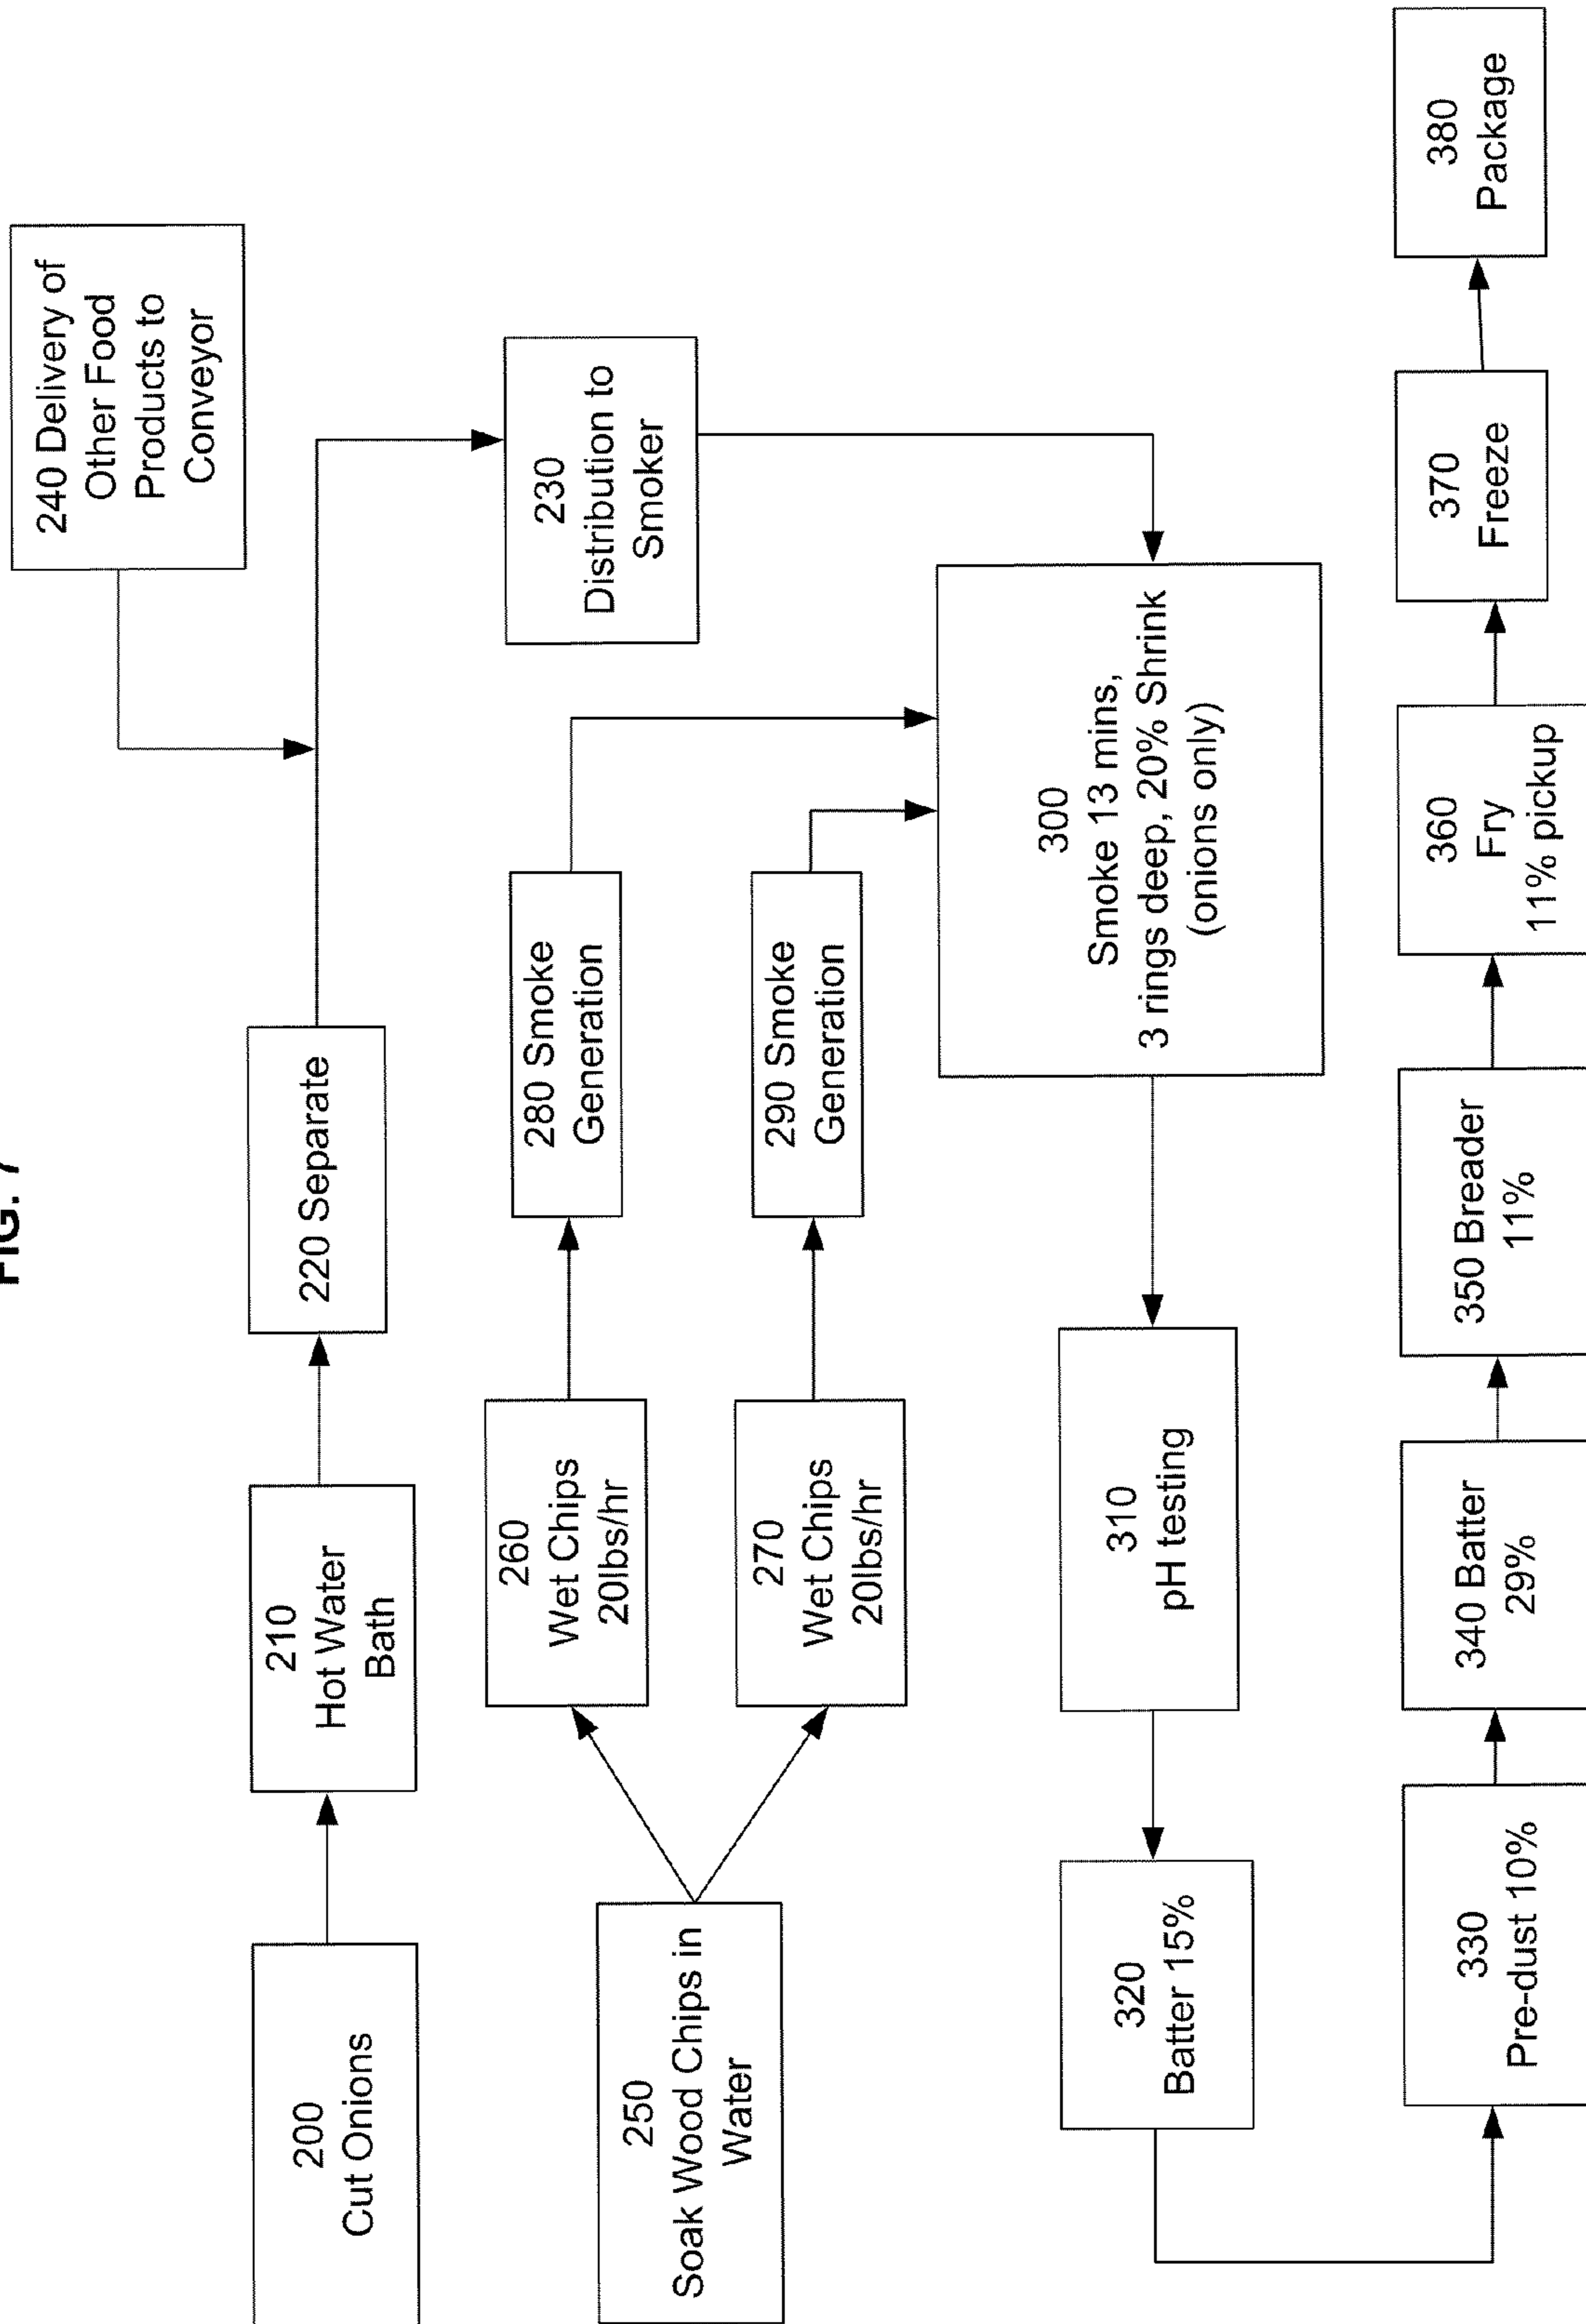 FIG. 7
200
Cut Onions
210
Hot Water
Bath
220 Separate
240 Delivery of
Other Food
Products to
Conveyor
230
Distribution to
Smoker
250
Soak Wood Chips in
Water
260
Wet Chips
20lbs/hr
280 Smoke
Generation
270
Wet Chips
20lbs/hr
290 Smoke
Generation
300
Smoke 13 mins,
3 rings deep, 20% Shrink
(onions only)
310
pH testing
320
Batter 15%
330
Pre-dust 10%
340 Batter
29%
350 Breader
11%
360
Fry
11% pickup
370
Freeze
380
Package